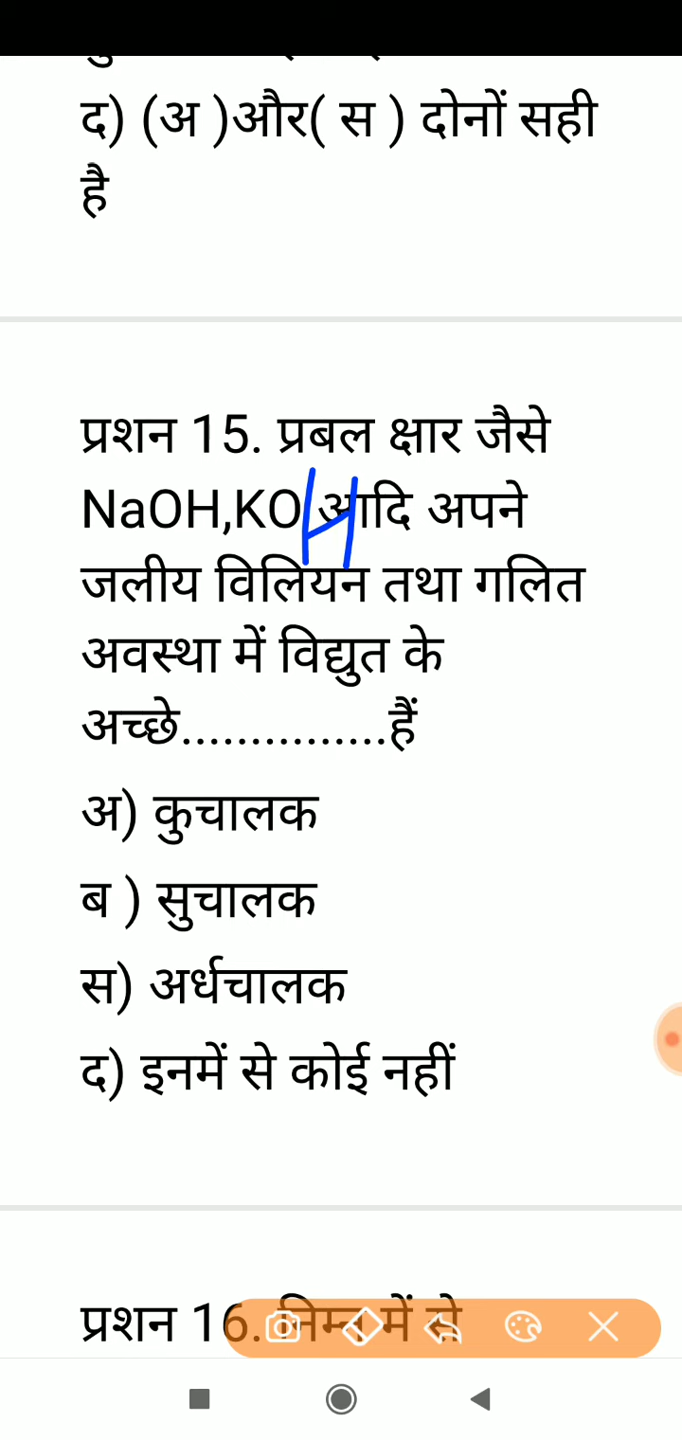 द) (अ )और( स ) दोनों सही
है
प्रशन 15. प्रबल क्षार जैसे
NaOH,KOH आदि अपने
जलीय विलियन तथा गलित
अवस्था में विद्युत के
अच्छे...............हैं
अ) कुचालक
ब ) सुचालक
स) अर्धचालक
द) इनमें से कोई नहीं
प्रशन 16. निम्न में से